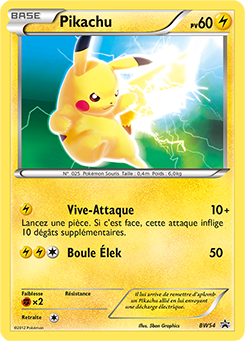 BASE
Pikachu
PV60
N° 025 Pokémon Souris Taille : 0,4m Poids : 6,0kg
Vive-Attaque 10+
Lancez une pièce. Si c'est face, cette attaque inflige
10 dégâts supplémentaires.
Boule Élek 50
Faiblesse Résistance
×2
Retraite
Il lui arrive de remettre d'aplomb
un Pikachu allié en lui envoyant
une décharge électrique.
Illus. 5ban Graphics
BW54
©2012 Pokémon